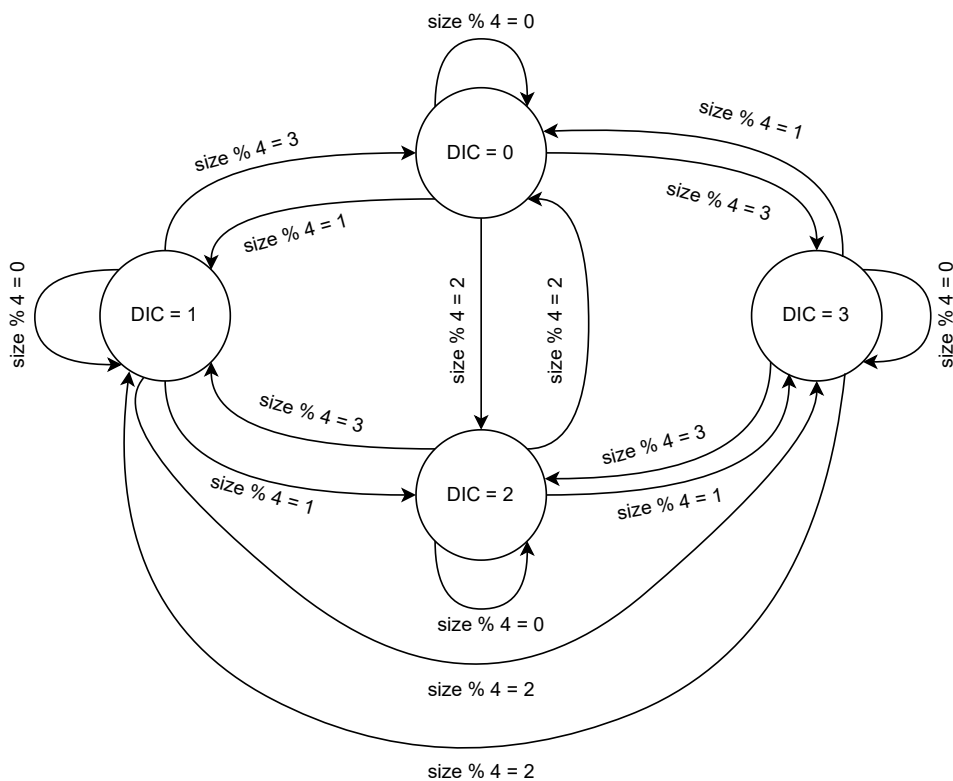 size % 4 = 0
size % 4 = 1
size % 4 = 3
DIC = 0
size % 4 = 3
size % 4 = 1
size % 4 = 0
DIC = 1
size % 4 = 2
size % 4 = 2
DIC = 3
size % 4 = 0
size % 4 = 3
size % 4 = 3
size % 4 = 1
DIC = 2
size % 4 = 1
size % 4 = 0
size % 4 = 2
size % 4 = 2